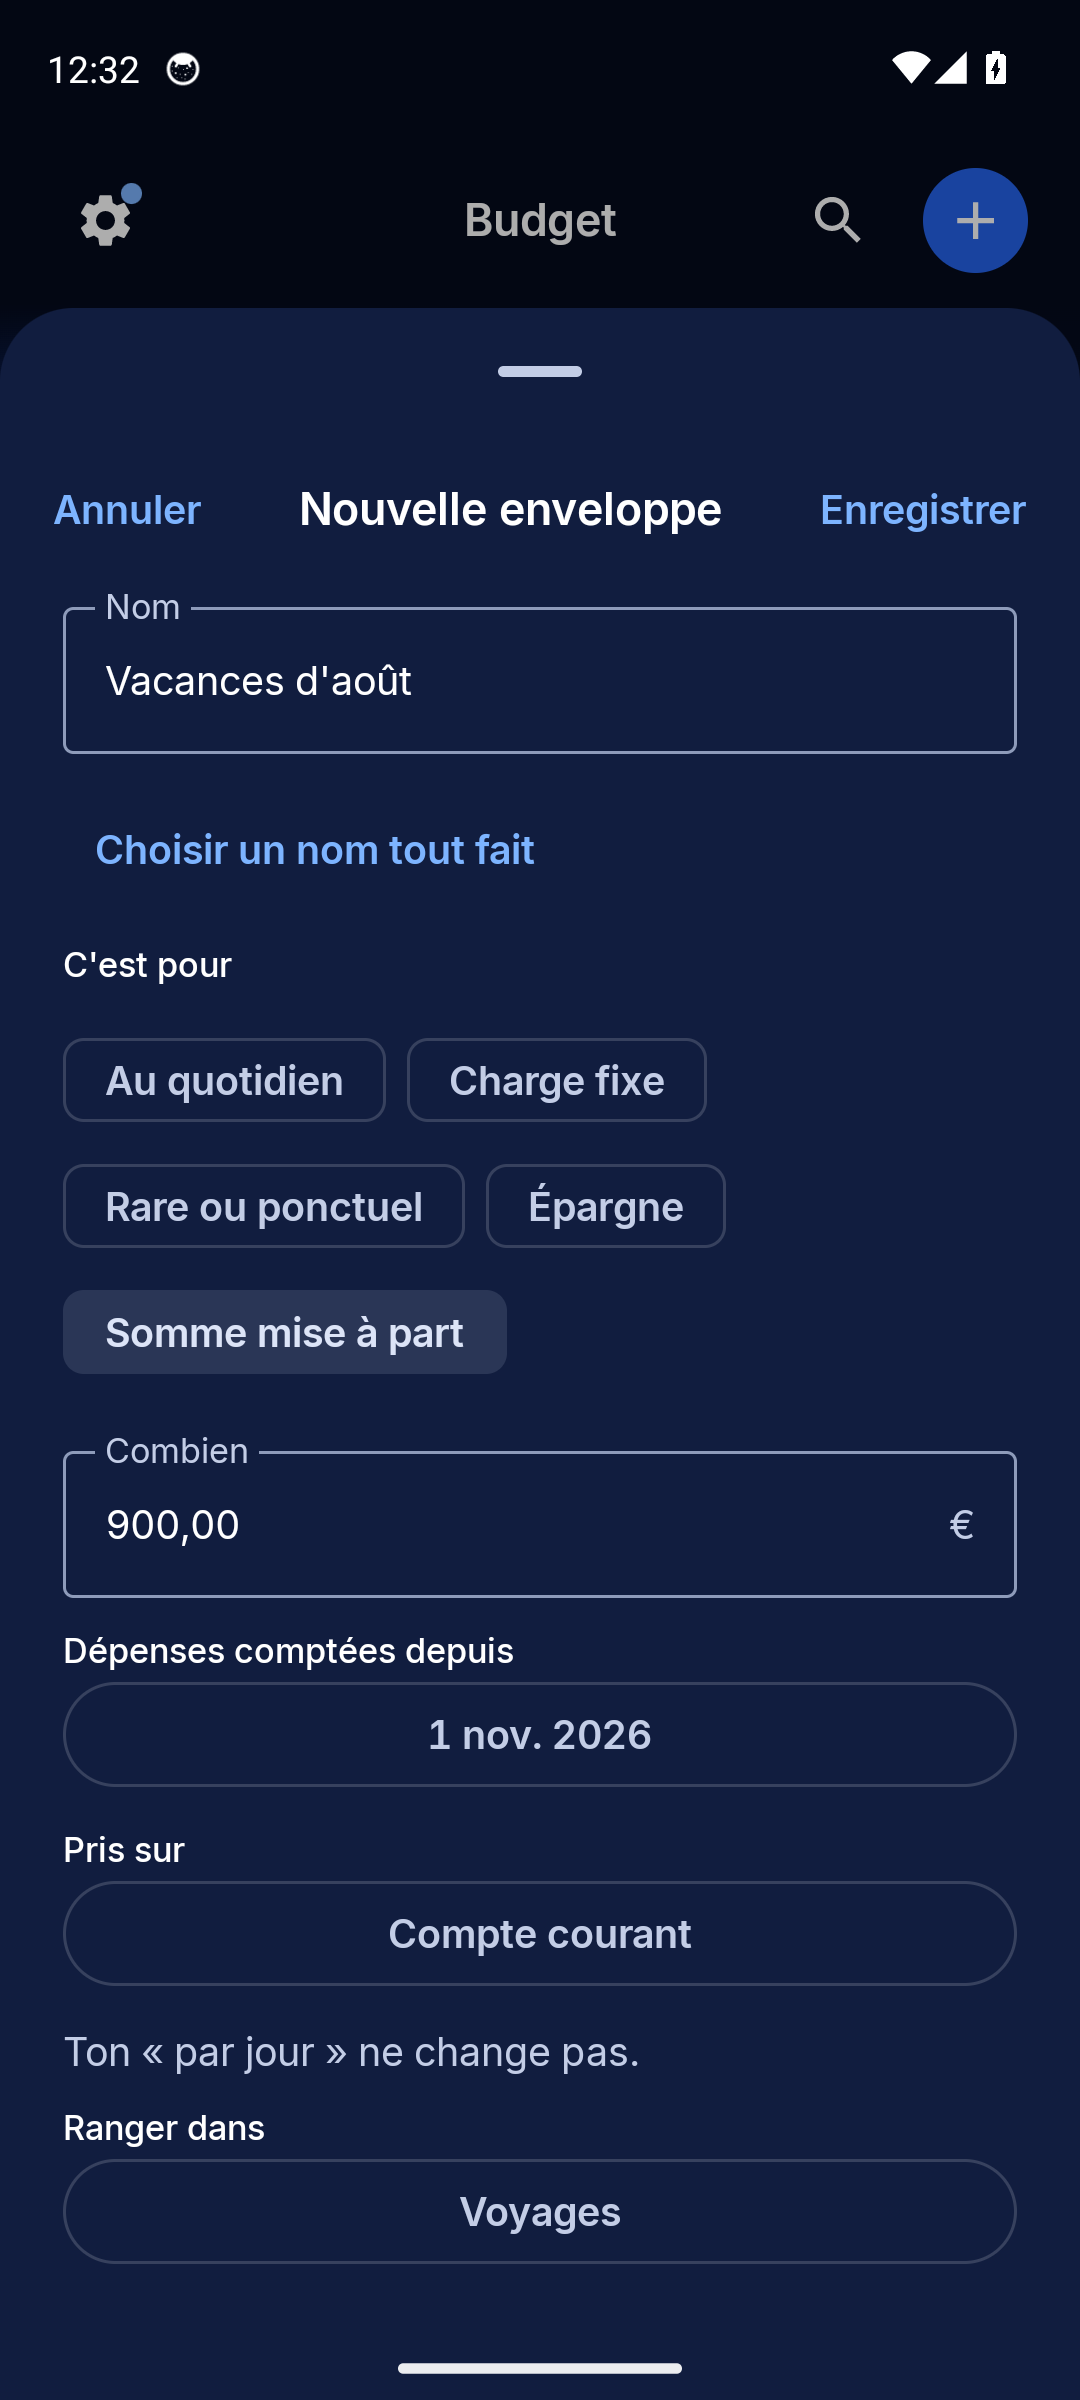 12:32
Budget
Annuler
Nouvelle enveloppe
Enregistrer
Nom
Vacances d'août
Choisir un nom tout fait
C'est pour
Au quotidien
Charge fixe
Rare ou ponctuel
Épargne
Somme mise à part
Combien
900,00 €
Dépenses comptées depuis
1 nov. 2026
Pris sur
Compte courant
Ton « par jour » ne change pas.
Ranger dans
Voyages